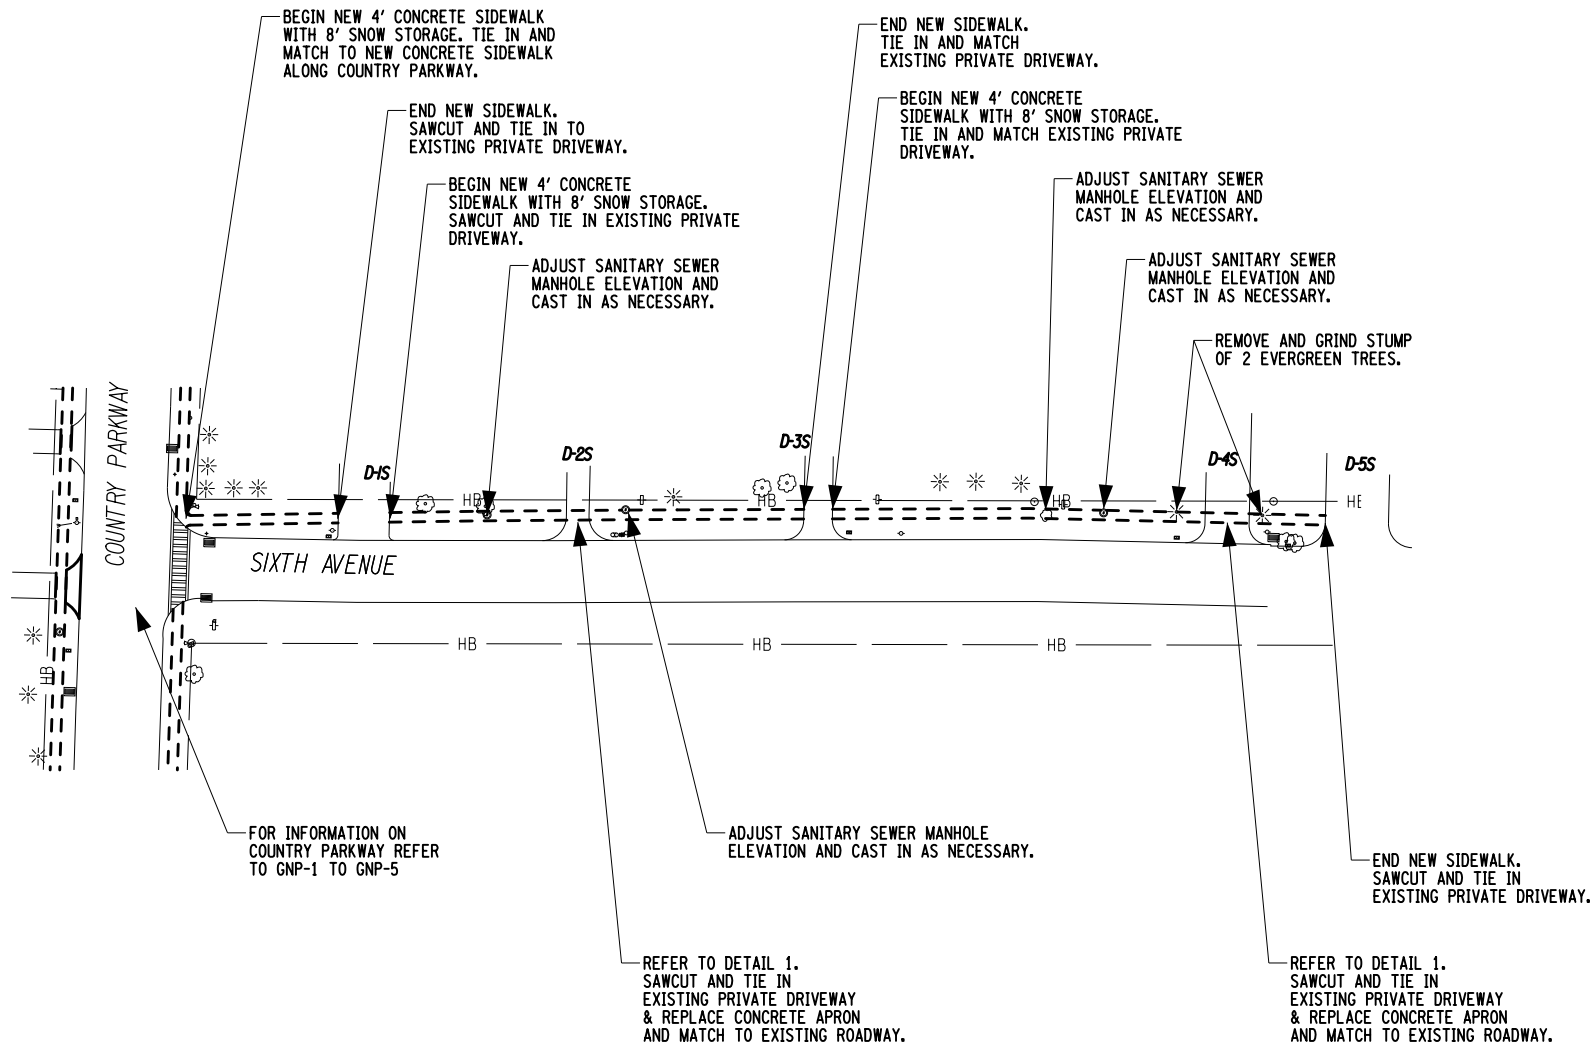 BEGIN NEW 4' CONCRETE SIDEWALK
WITH 8' SNOW STORAGE. TIE IN AND
MATCH TO NEW CONCRETE SIDEWALK
ALONG COUNTRY PARKWAY.
END NEW SIDEWALK.
TIE IN AND MATCH
EXISTING PRIVATE DRIVEWAY.
END NEW SIDEWALK.
SAWCUT AND TIE IN TO
EXISTING PRIVATE DRIVEWAY.
BEGIN NEW 4' CONCRETE
SIDEWALK WITH 8' SNOW STORAGE.
TIE IN AND MATCH EXISTING PRIVATE
DRIVEWAY.
BEGIN NEW 4' CONCRETE
SIDEWALK WITH 8' SNOW STORAGE.
SAWCUT AND TIE IN EXISTING PRIVATE
DRIVEWAY.
ADJUST SANITARY SEWER
MANHOLE ELEVATION AND
CAST IN AS NECESSARY.
ADJUST SANITARY SEWER
MANHOLE ELEVATION AND
CAST IN AS NECESSARY.
ADJUST SANITARY SEWER
MANHOLE ELEVATION AND
CAST IN AS NECESSARY.
REMOVE AND GRIND STUMP
OF 2 EVERGREEN TREES.
COUNTRY PARKWAY
D-1S
D-2S
D-3S
D-4S
D-5S
HB
HB
HB
HB
SIXTH AVENUE
HB
HB
HB
HB
FOR INFORMATION ON
COUNTRY PARKWAY REFER
TO GNP-1 TO GNP-5
ADJUST SANITARY SEWER MANHOLE
ELEVATION AND CAST IN AS NECESSARY.
END NEW SIDEWALK.
SAWCUT AND TIE IN
EXISTING PRIVATE DRIVEWAY.
REFER TO DETAIL 1.
SAWCUT AND TIE IN
EXISTING PRIVATE DRIVEWAY
& REPLACE CONCRETE APRON
AND MATCH TO EXISTING ROADWAY.
REFER TO DETAIL 1.
SAWCUT AND TIE IN
EXISTING PRIVATE DRIVEWAY
& REPLACE CONCRETE APRON
AND MATCH TO EXISTING ROADWAY.